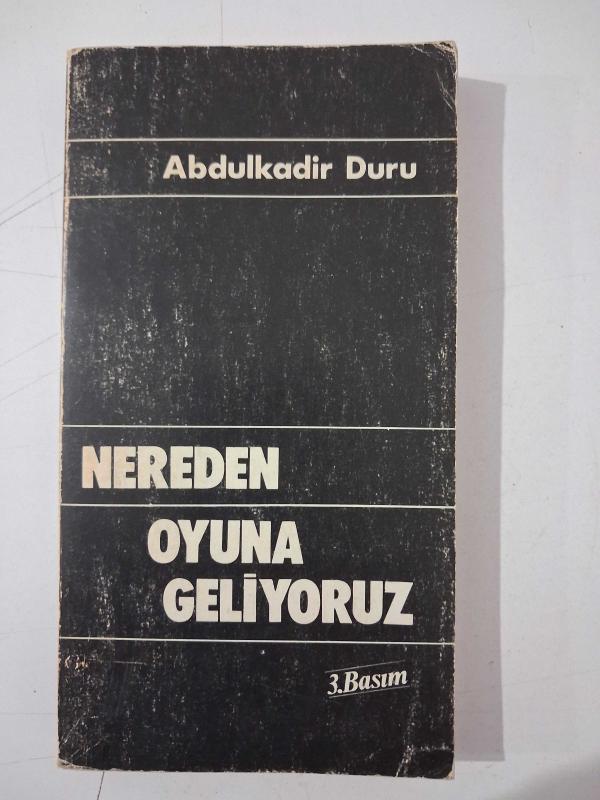 Abdulkadir Duru
NEREDEN
OYUNA
GELİYORUZ
3.Basım